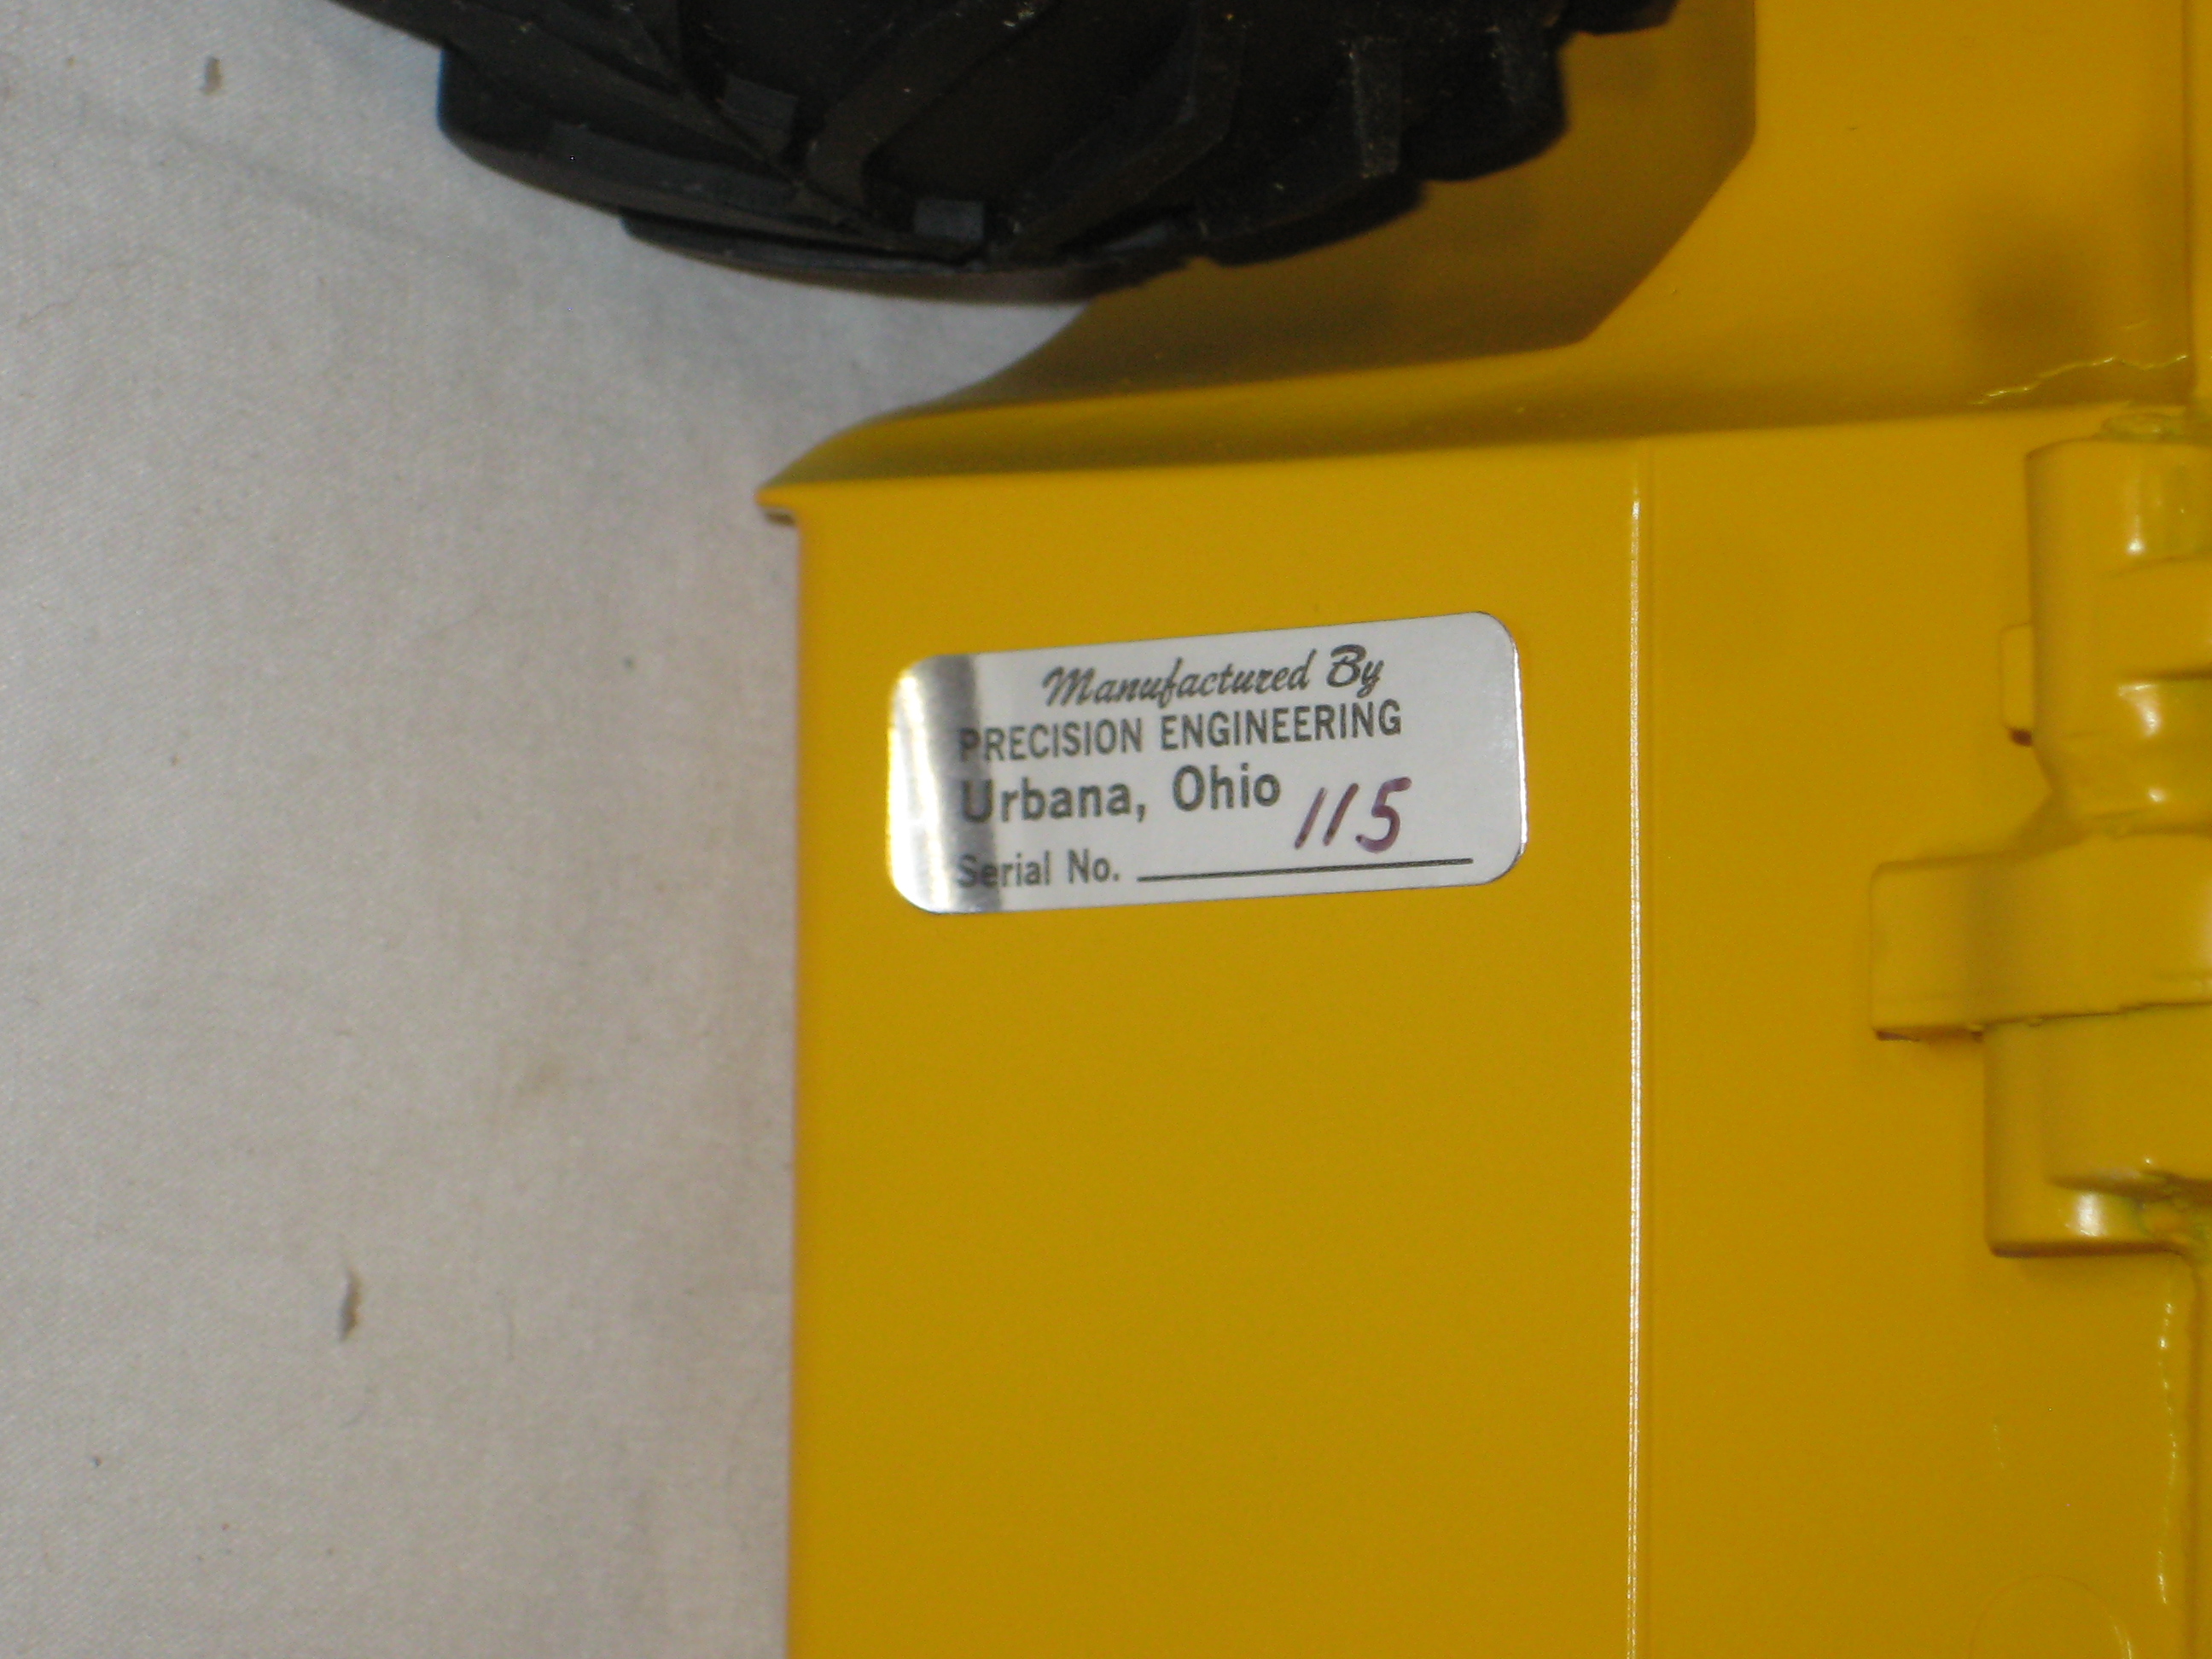 Manufactured By
PRECISION ENGINEERING
Urbana, Ohio
Serial No. 115